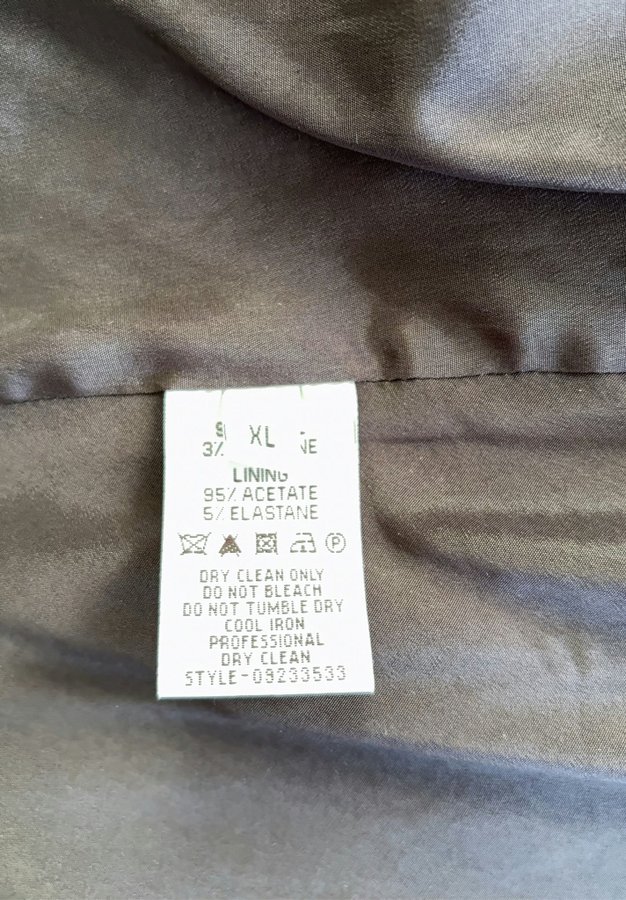 XL
3%
LINING
95% ACETATE
5% ELASTANE
P
DRY CLEAN ONLY
DO NOT BLEACH
DO NOT TUMBLE DRY
COOL IRON
PROFESSIONAL
DRY CLEAN
STYLE-09233533